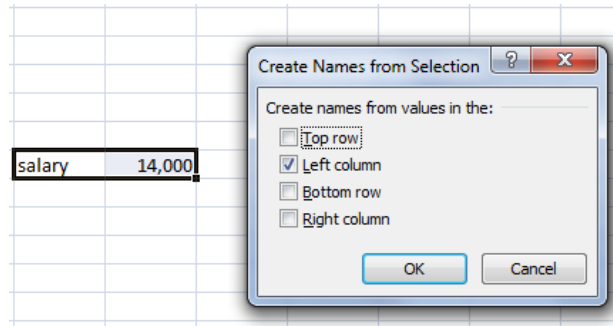 salary 14,000
Create Names from Selection
?
X
Create names from values in the:
Top row
Left column
Bottom row
Right column
OK
Cancel